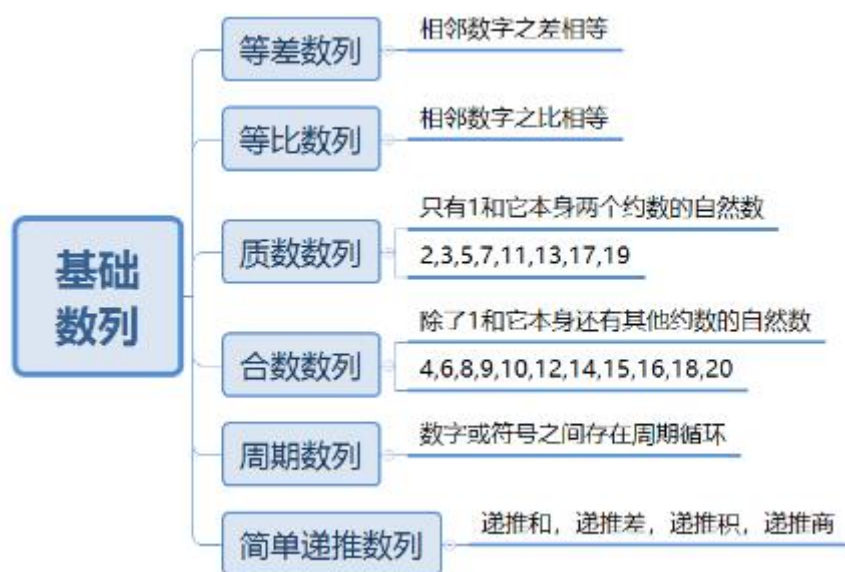 基础
数列
等差数列
相邻数字之差相等
等比数列
相邻数字之比相等
质数数列
只有1和它本身两个约数的自然数
2,3,5,7,11,13,17,19
合数数列
除了1和它本身还有其他约数的自然数
4,6,8,9,10,12,14,15,16,18,20
周期数列
数字或符号之间存在周期循环
简单递推数列
递推和，递推差，递推积，递推商